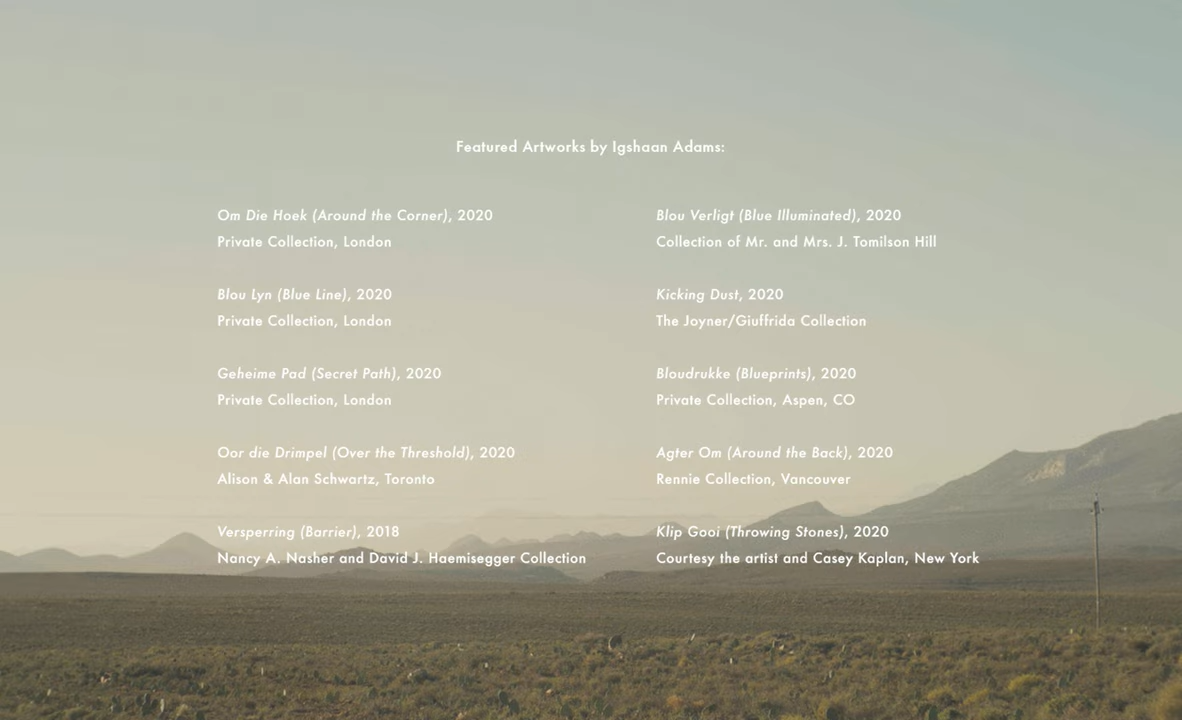 Featured Artworks by Igshaan Adams:
Om Die Hoek (Around the Corner), 2020
Private Collection, London
Blou Lyn (Blue Line), 2020
Private Collection, London
Geheime Pad (Secret Path), 2020
Private Collection, London
Oor die Drimpel (Over the Threshold), 2020
Alison & Alan Schwartz, Toronto
Versperring (Barrier), 2018
Nancy A. Nasher and David J. Haemisegger Collection
Blou Verligt (Blue Illuminated), 2020
Collection of Mr. and Mrs. J. Tomilson Hill
Kicking Dust, 2020
The Joyner/Giuffrida Collection
Bloudrukke (Blueprints), 2020
Private Collection, Aspen, CO
Agter Om (Around the Back), 2020
Rennie Collection, Vancouver
Klip Gooi (Throwing Stones), 2020
Courtesy the artist and Casey Kaplan, New York